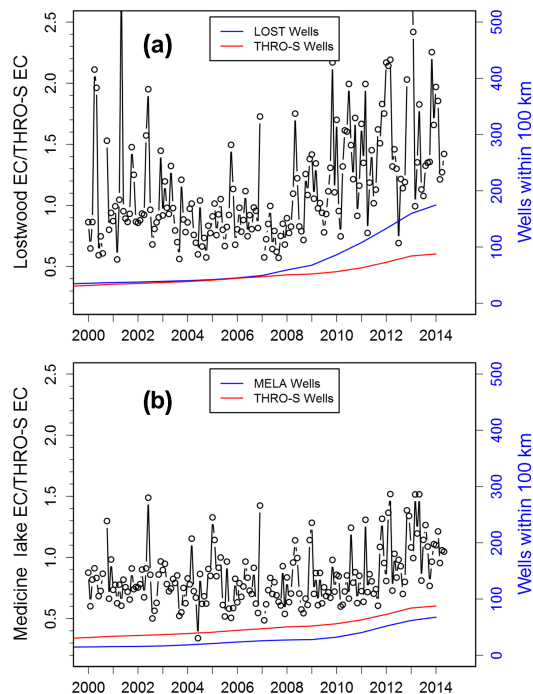 (a)
LOST Wells
THRO-S Wells
Lostwood EC/THRO-S EC
2.5
2.0
1.5
1.0
0.5
500
400
300
200
100
0
Wells within 100 km
2000 2002 2004 2006 2008 2010 2012 2014
(b)
MELA Wells
THRO-S Wells
Medicine lake EC/THRO-S EC
2.5
2.0
1.5
1.0
0.5
500
400
300
200
100
0
Wells within 100 km
2000 2002 2004 2006 2008 2010 2012 2014